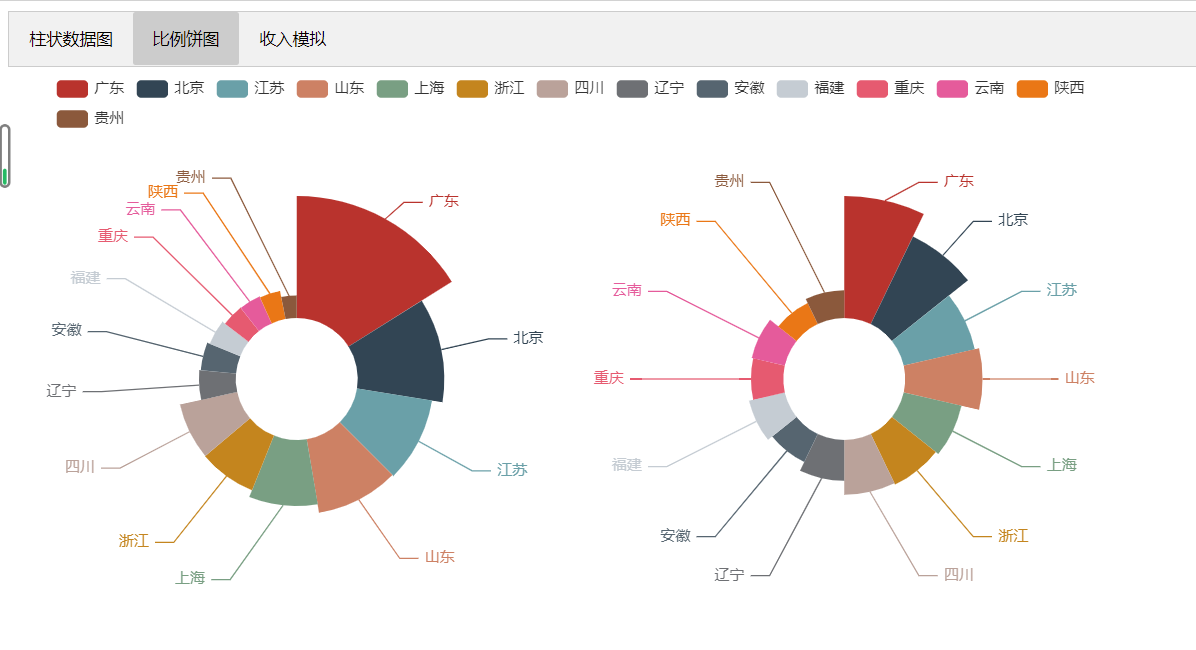 柱状数据图 比例饼图 收入模拟
广东 北京 江苏 山东 上海 浙江 四川 辽宁 安徽 福建 重庆 云南 陕西
贵州
贵州
陕西
云南
重庆
福建
安徽
辽宁
四川
浙江
上海
广东
北京
江苏
山东
贵州
陕西
云南
重庆
福建
安徽
辽宁
广东
北京
江苏
山东
上海
浙江
四川